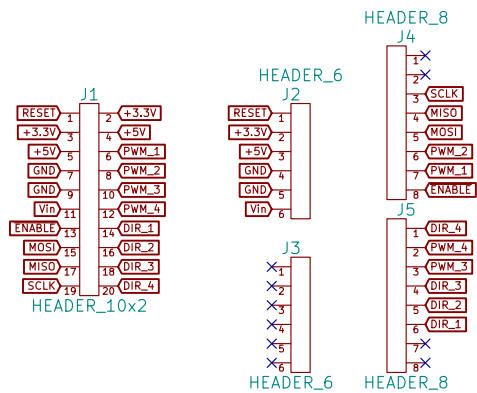 J1
RESET 1 2 +3.3V
+3.3V 3 4 +5V
+5V 5 6 PWM_1
GND 7 8 PWM_2
GND 9 10 PWM_3
Vin 11 12 PWM_4
ENABLE 13 14 DIR_1
MOSI 15 16 DIR_2
MISO 17 18 DIR_3
SCLK 19 20 DIR_4
HEADER_10x2
HEADER_6
J2
RESET 1
+3.3V 2
+5V 3
GND 4
GND 5
Vin 6
J3
1
2
3
4
5
6
HEADER_6
HEADER_8
J4
1
2
3 SCLK
4 MISO
5 MOSI
6 PWM_2
7 PWM_1
8 ENABLE
J5
1 DIR_4
2 PWM_4
3 PWM_3
4 DIR_3
5 DIR_2
6 DIR_1
7
8
HEADER_8